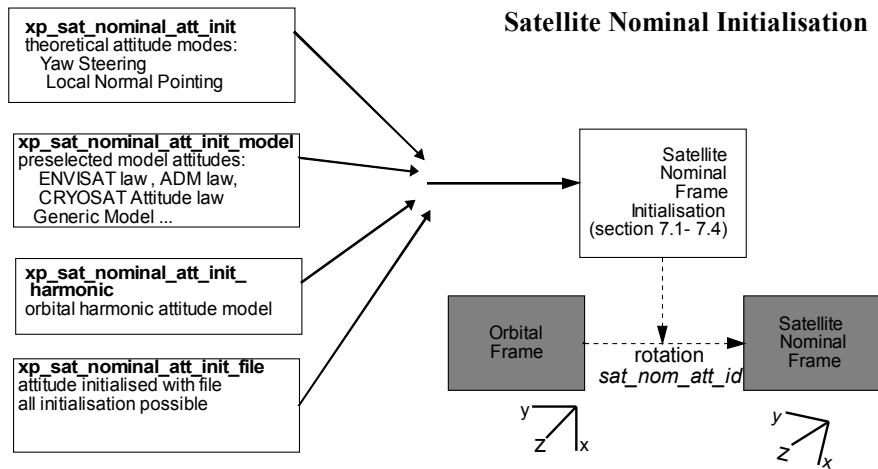 Satellite Nominal Initialisation
xp_sat_nominal_att_init
theoretical attitude modes:
Yaw Steering
Local Normal Pointing
xp_sat_nominal_att_init_model
preselected model attitudes:
ENVISAT law , ADM law,
CRYOSAT Attitude law
Generic Model ...
xp_sat_nominal_att_init_
harmonic
orbital harmonic attitude model
xp_sat_nominal_att_init_file
attitude initialised with file
all initialisation possible
Satellite
Nominal
Frame
Initialisation
(section 7.1- 7.4)
Orbital
Frame
rotation
sat_nom_att_id
Satellite
Nominal
Frame
y
z
x
y
z
x